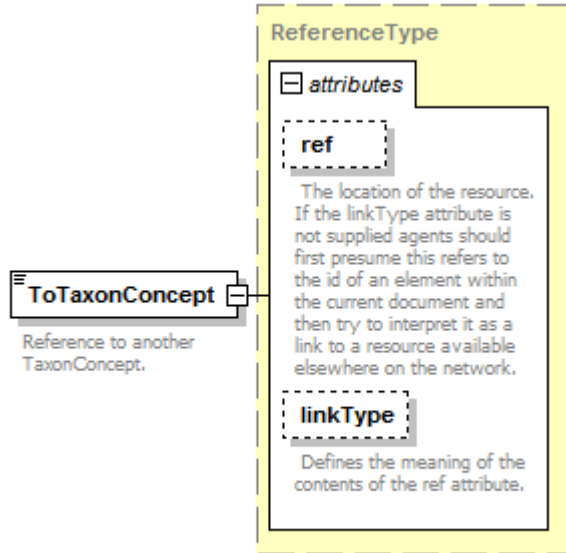 ReferenceType
attributes
ref
The location of the resource.
If the linkType attribute is
not supplied agents should
first presume this refers to
the id of an element within
the current document and
then try to interpret it as a
link to a resource available
elsewhere on the network.
ToTaxonConcept
Reference to another
TaxonConcept.
linkType
Defines the meaning of the
contents of the ref attribute.